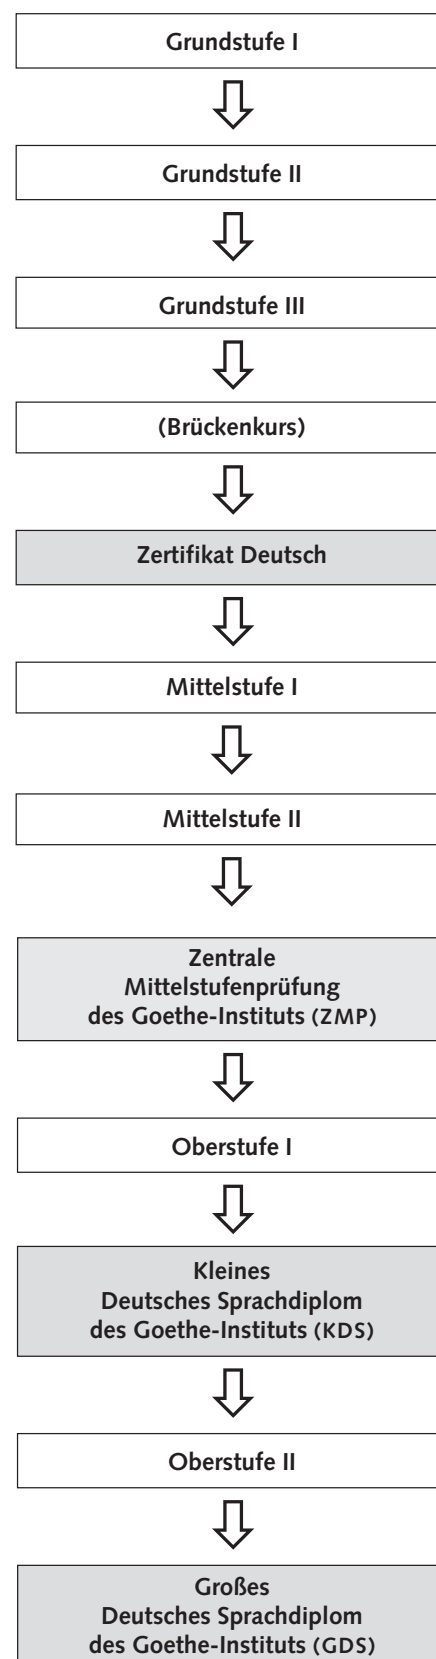 Grundstufe I
Grundstufe II
Grundstufe III
(Brückenkurs)
Zertifikat Deutsch
Mittelstufe I
Mittelstufe II
Zentrale
Mittelstufenprüfung
des Goethe-Instituts (ZMP)
Oberstufe I
Kleines
Deutsches Sprachdiplom
des Goethe-Instituts (KDS)
Oberstufe II
Großes
Deutsches Sprachdiplom
des Goethe-Instituts (GDS)